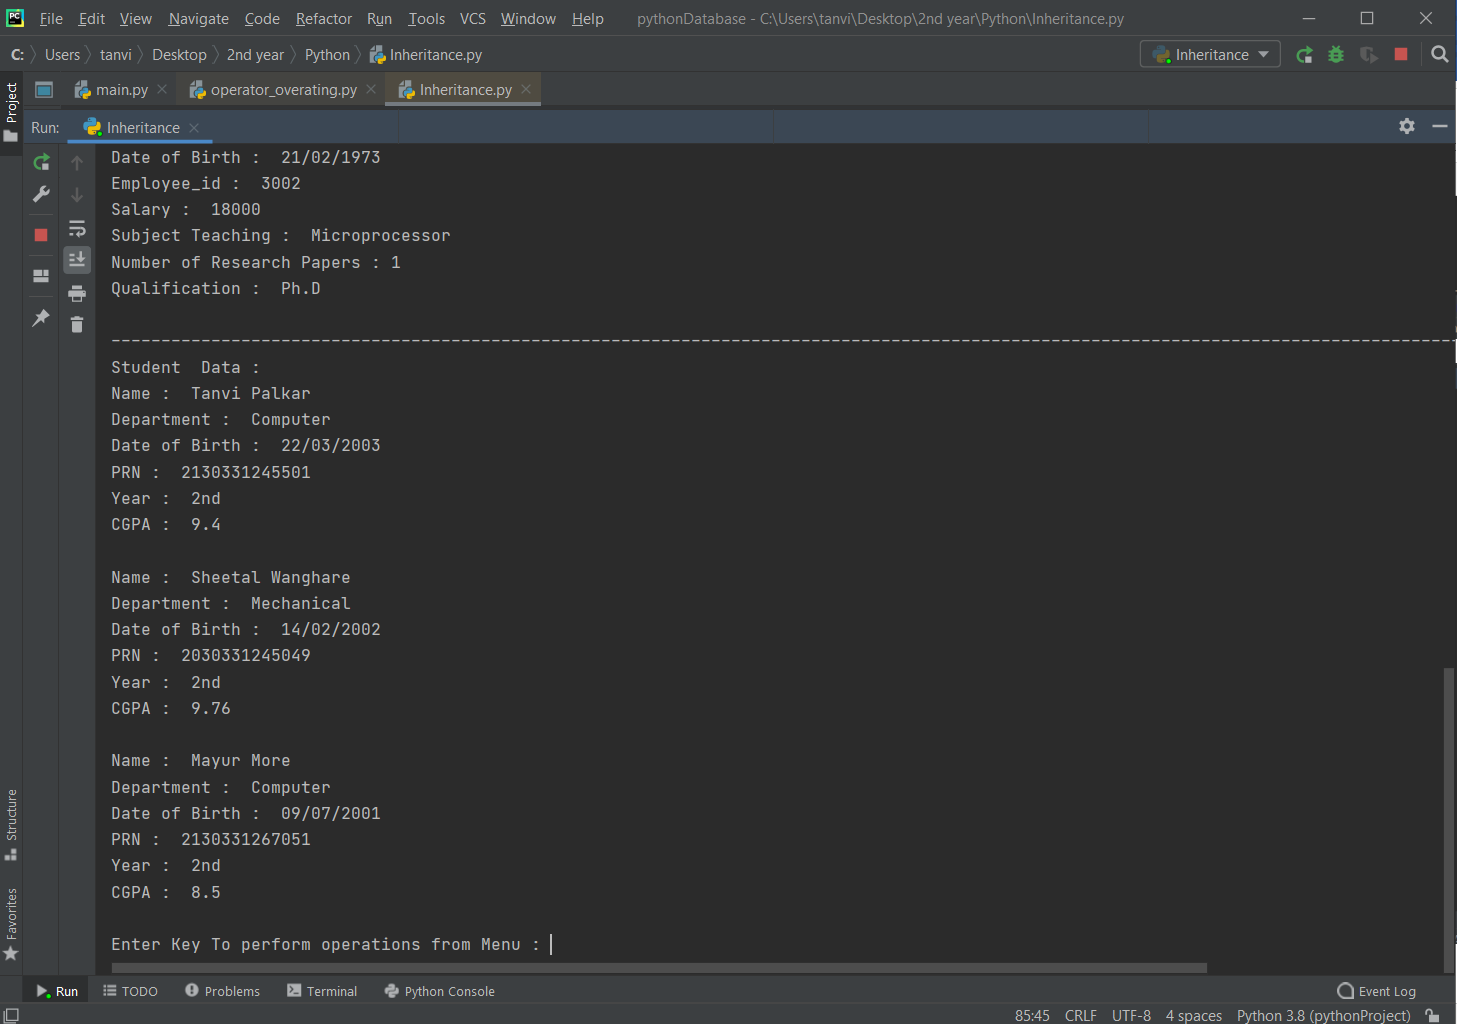 PC File Edit View Navigate Code Refactor Run Tools VCS Window Help pythonDatabase - C:\Users\tanvi\Desktop\2nd year\Python\Inheritance.py
C: Users tanvi Desktop 2nd year Python Inheritance.py Inheritance
Project main.py operator_overating.py Inheritance.py
Run: Inheritance
Date of Birth :  21/02/1973
Employee_id :  3002
Salary :  18000
Subject Teaching :  Microprocessor
Number of Research Papers : 1
Qualification :  Ph.D
---------------------------------------------------------------------------------------------------------------------------------------
Student  Data :
Name :  Tanvi Palkar
Department :  Computer
Date of Birth :  22/03/2003
PRN :  2130331245501
Year :  2nd
CGPA :  9.4
Name :  Sheetal Wanghare
Department :  Mechanical
Date of Birth :  14/02/2002
PRN :  2030331245049
Year :  2nd
CGPA :  9.76
Name :  Mayur More
Department :  Computer
Date of Birth :  09/07/2001
PRN :  2130331267051
Year :  2nd
CGPA :  8.5
Enter Key To perform operations from Menu :
Structure
Favorites
Run TODO Problems Terminal Python Console Event Log
85:45 CRLF UTF-8 4 spaces Python 3.8 (pythonProject)